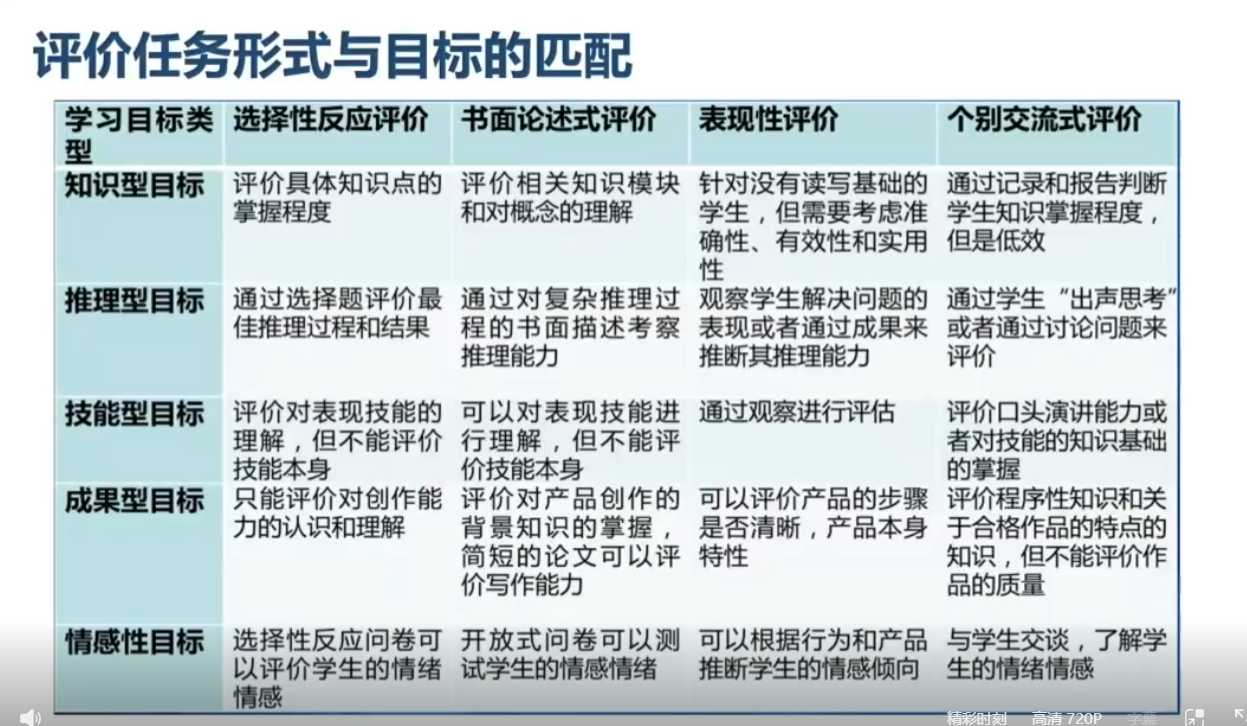 评价任务形式与目标的匹配
学习目标类
型
选择性反应评价
书面论述式评价
表现性评价
个别交流式评价
知识型目标
评价具体知识点的
掌握程度
评价相关知识模块
和对概念的理解
针对没有读写基础的
学生，但需要考虑准
确性、有效性和实用
性
通过记录和报告判断
学生知识掌握程度，
但是低效
推理型目标
通过选择题评价最
佳推理过程和结果
通过对复杂推理过
程的书面描述考察
推理能力
观察学生解决问题的
表现或者通过成果来
推断其推理能力
通过学生“出声思考”
或者通过讨论问题来
评价
技能型目标
评价对表现技能的
理解，但不能评价
技能本身
可以对表现技能进
行理解，但不能评
价技能本身
通过观察进行评估
评价口头演讲能力或
者对技能的知识基础
的掌握
成果型目标
只能评价对创作能
力的认识和理解
评价对产品创作的
背景知识的掌握，
简短的论文可以评
价写作能力
可以评价产品的步骤
是否清晰，产品本身
特性
评价程序性知识和关
于合格作品的特点的
知识，但不能评价作
品的质量
情感性目标
选择性反应问卷可
以评价学生的情绪
情感
开放式问卷可以测
试学生的情感情绪
可以根据行为和产品
推断学生的情感倾向
与学生交谈，了解学
生的情绪情感
精彩时刻
高清 720P
字幕